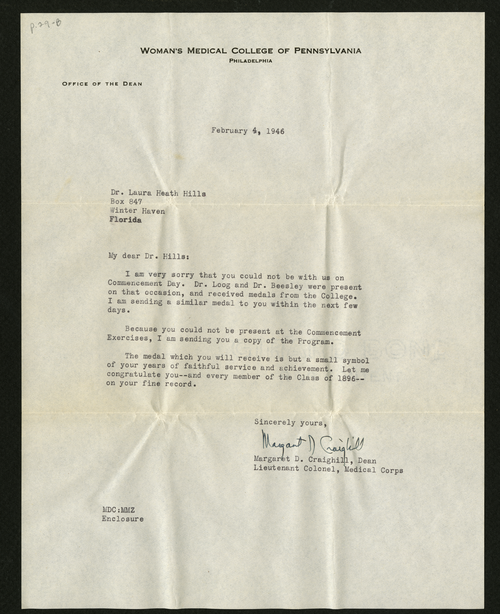 p.29-B
WOMAN'S MEDICAL COLLEGE OF PENNSYLVANIA
PHILADELPHIA
OFFICE OF THE DEAN
February 4, 1946
Dr. Laura Heath Hills
Box 847
Winter Haven
Florida
My dear Dr. Hills:
I am very sorry that you could not be with us on
Commencement Day. Dr. Loog and Dr. Beesley were present
on that occasion, and received medals from the College.
I am sending a similar medal to you within the next few
days.
Because you could not be present at the Commencement
Exercises, I am sending you a copy of the Program.
The medal which you will receive is but a small symbol
of your years of faithful service and achievement. Let me
congratulate you--and every member of the Class of 1896--
on your fine record.
Sincerely yours,
Margaret D Craighill
Margaret D. Craighill, Dean
Lieutenant Colonel, Medical Corps
MDC:MMZ
Enclosure